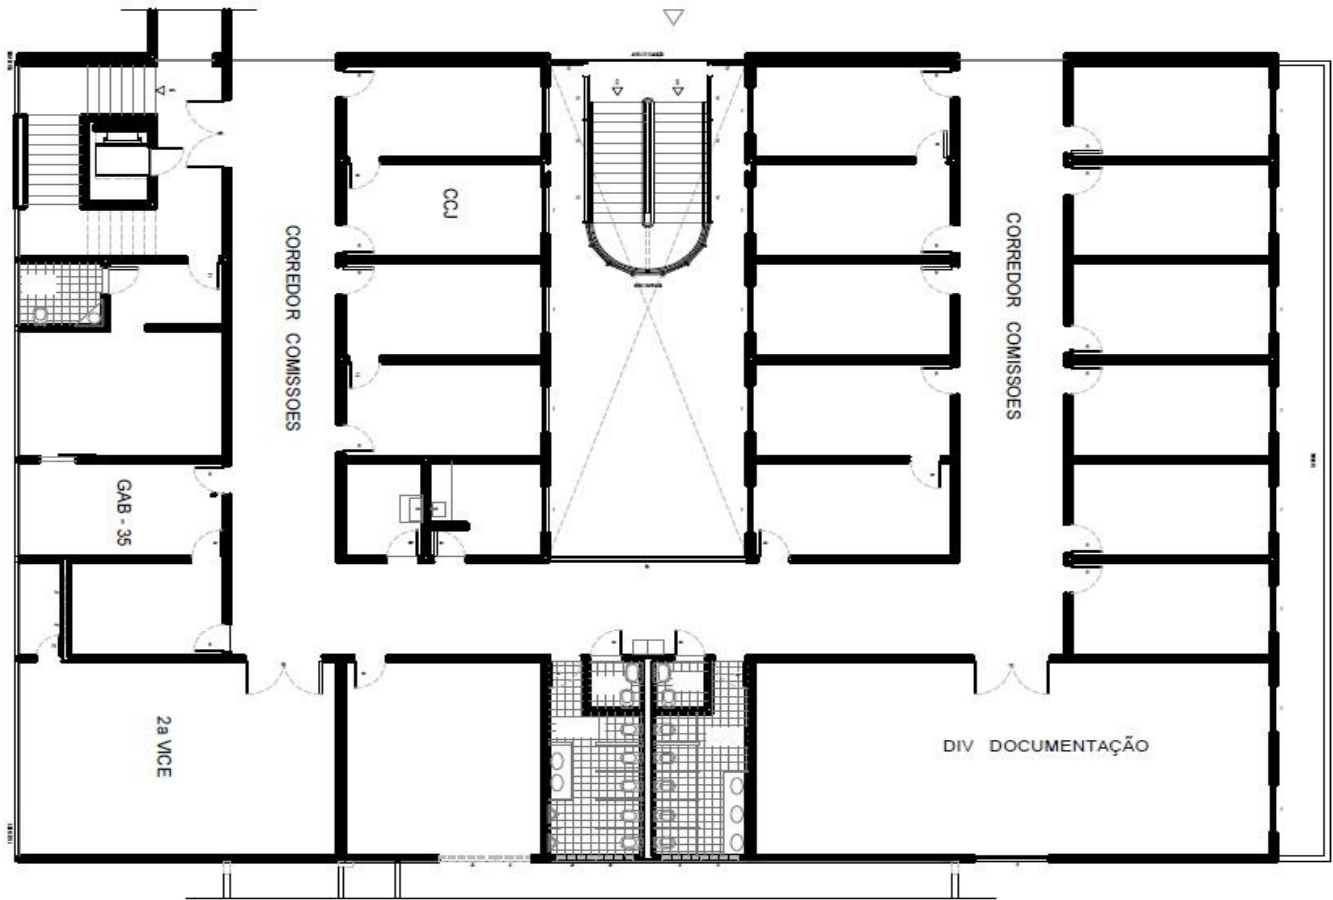 CCJ
CORREDOR COMISSOES
CORREDOR COMISSOES
GAB - 35
2a VICE
DIV DOCUMENTAÇÃO